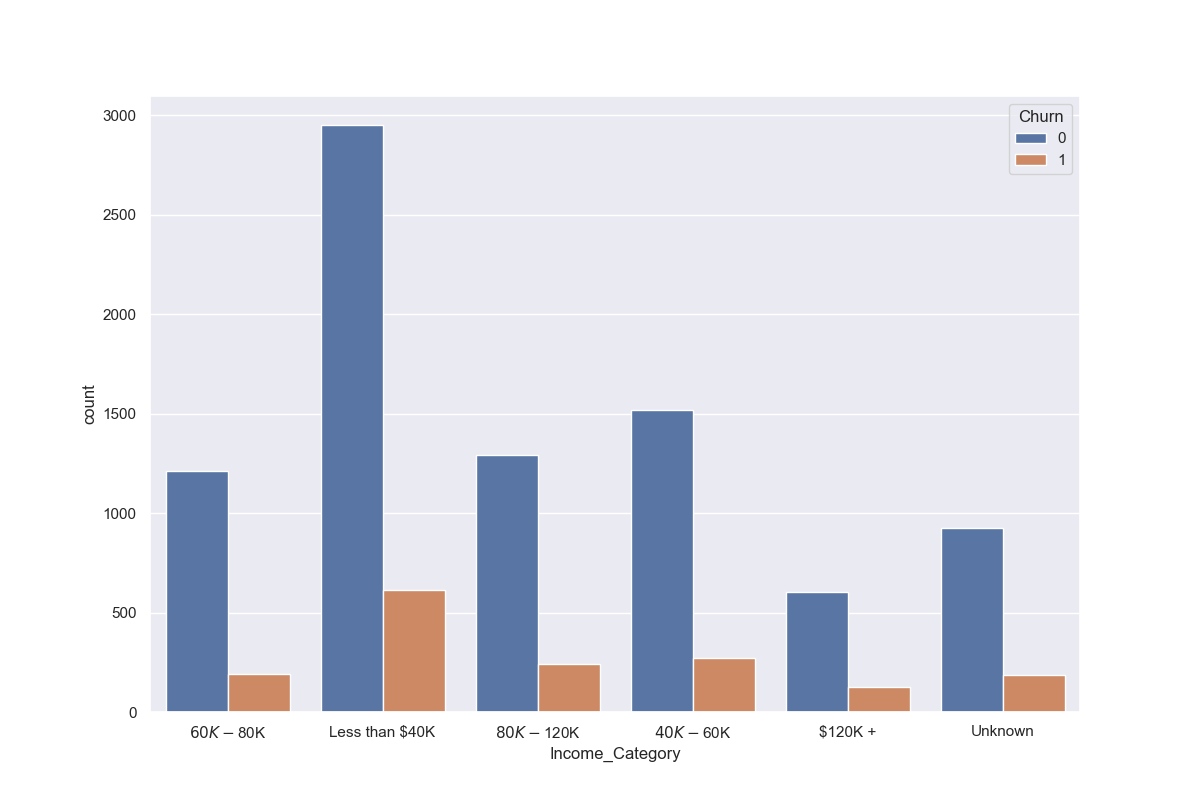 Churn
0
1
3000
2500
2000
1500
1000
500
0
count
60K − 80K
Less than $40K
80K − 120K
40K − 60K
$120K +
Unknown
Income_Category